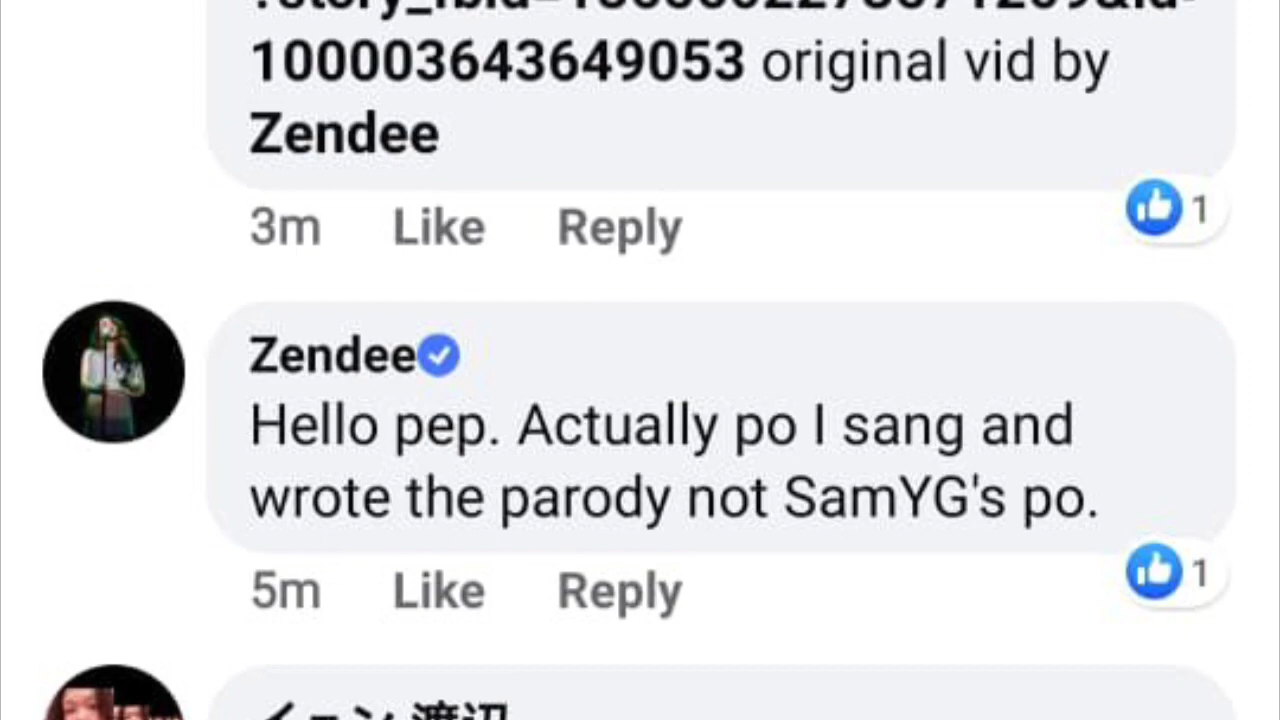 100003643649053 original vid by
Zendee
3m Like Reply
1
Zendee
Hello pep. Actually po I sang and
wrote the parody not SamYG's po.
5m Like Reply
1